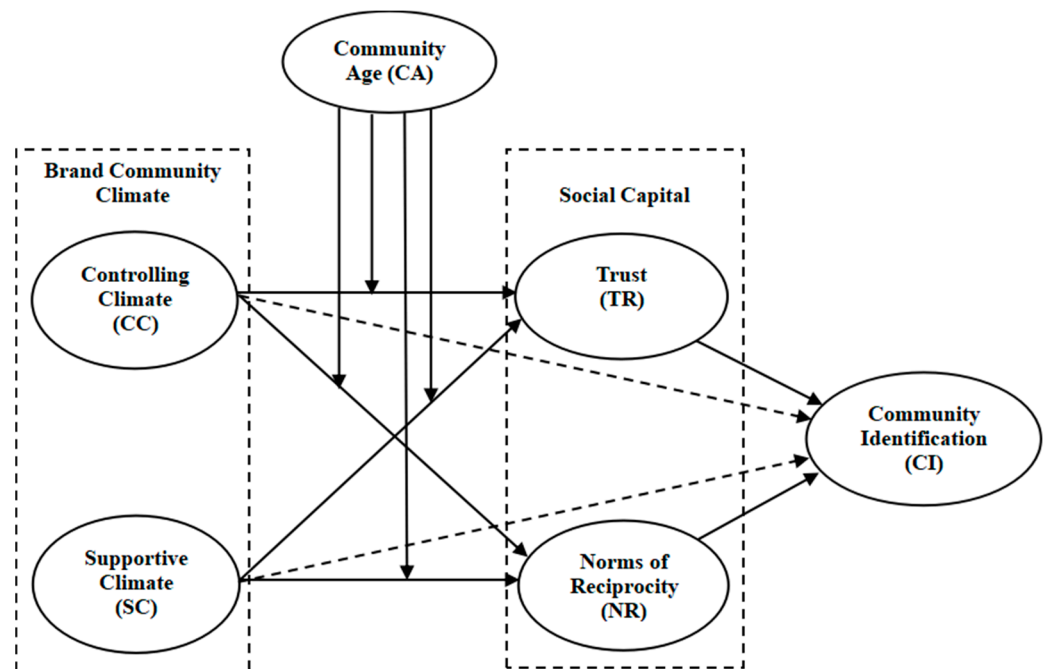 Community
Age (CA)
Brand Community
Climate
Social Capital
Controlling
Climate
(CC)
Trust
(TR)
Community
Identification
(CI)
Supportive
Climate
(SC)
Norms of
Reciprocity
(NR)